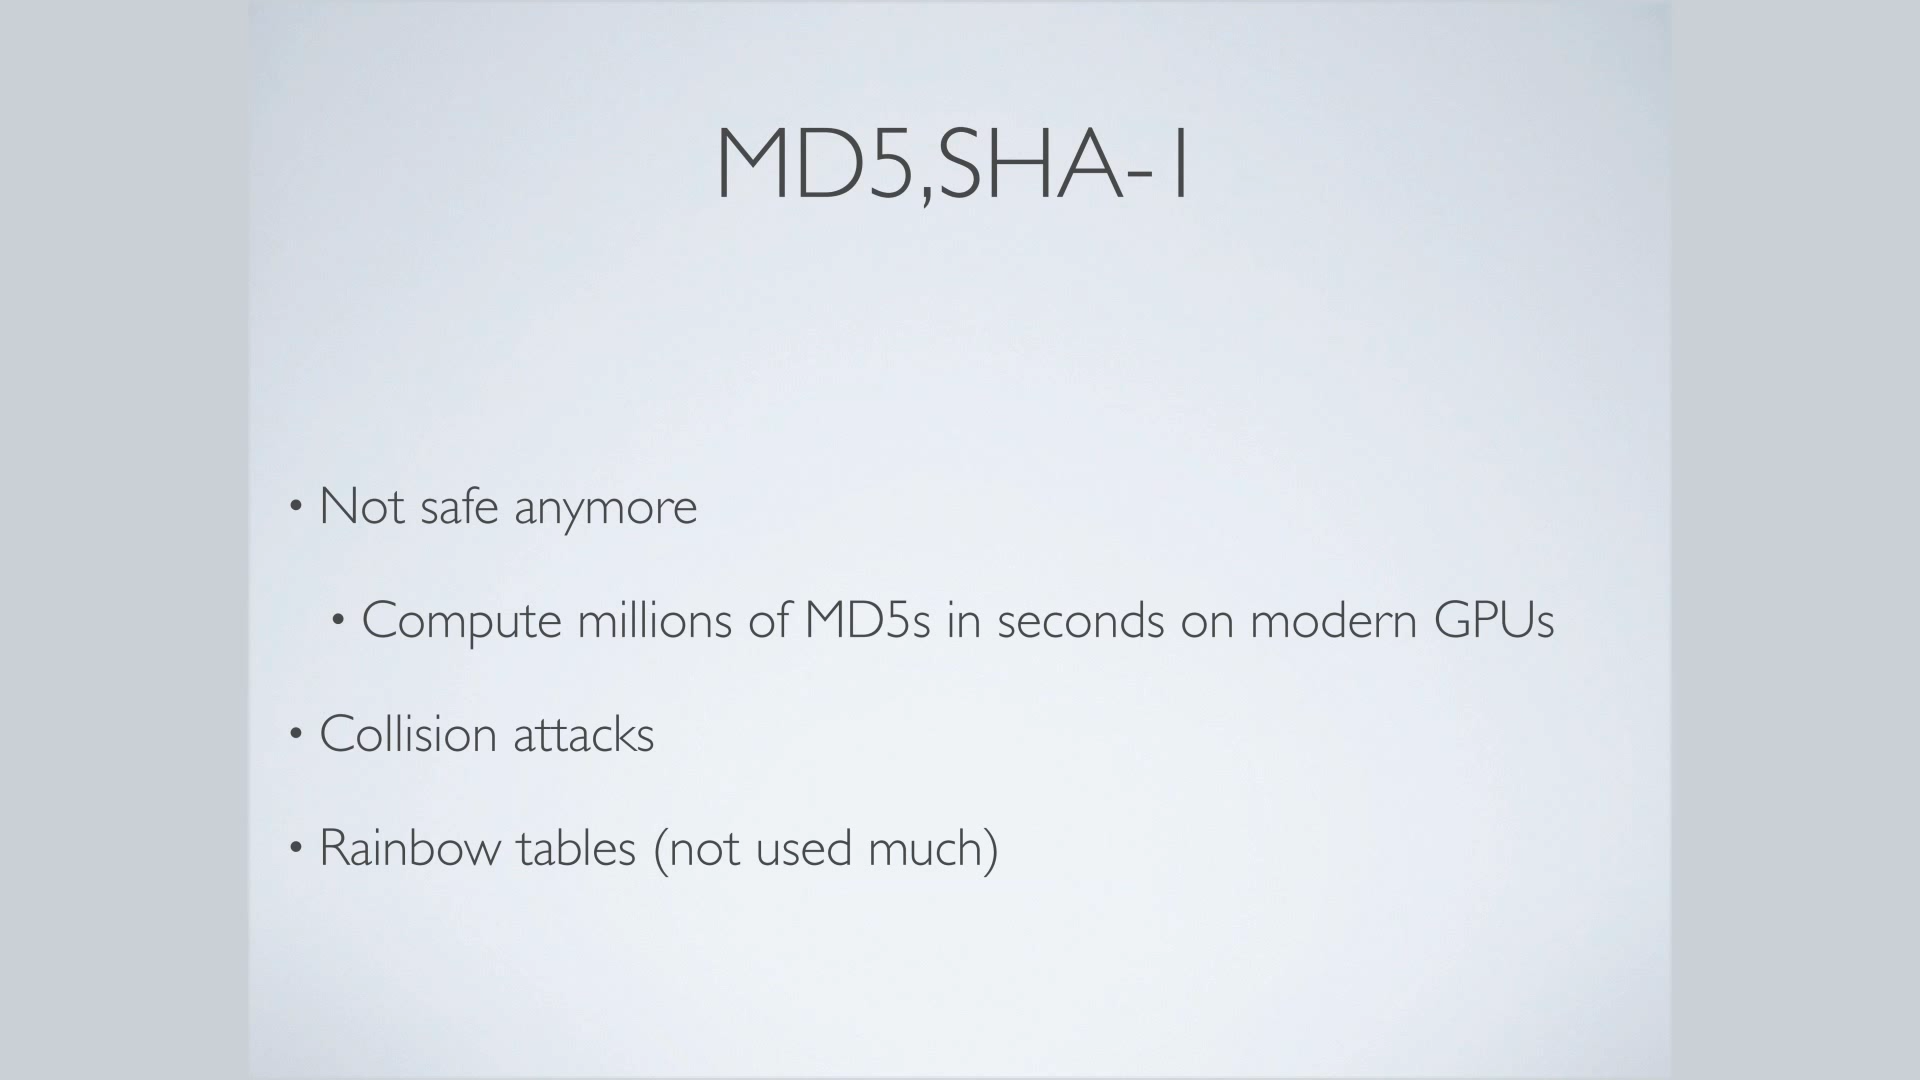 MD5,SHA-1
• Not safe anymore
• Compute millions of MD5s in seconds on modern GPUs
• Collision attacks
• Rainbow tables (not used much)